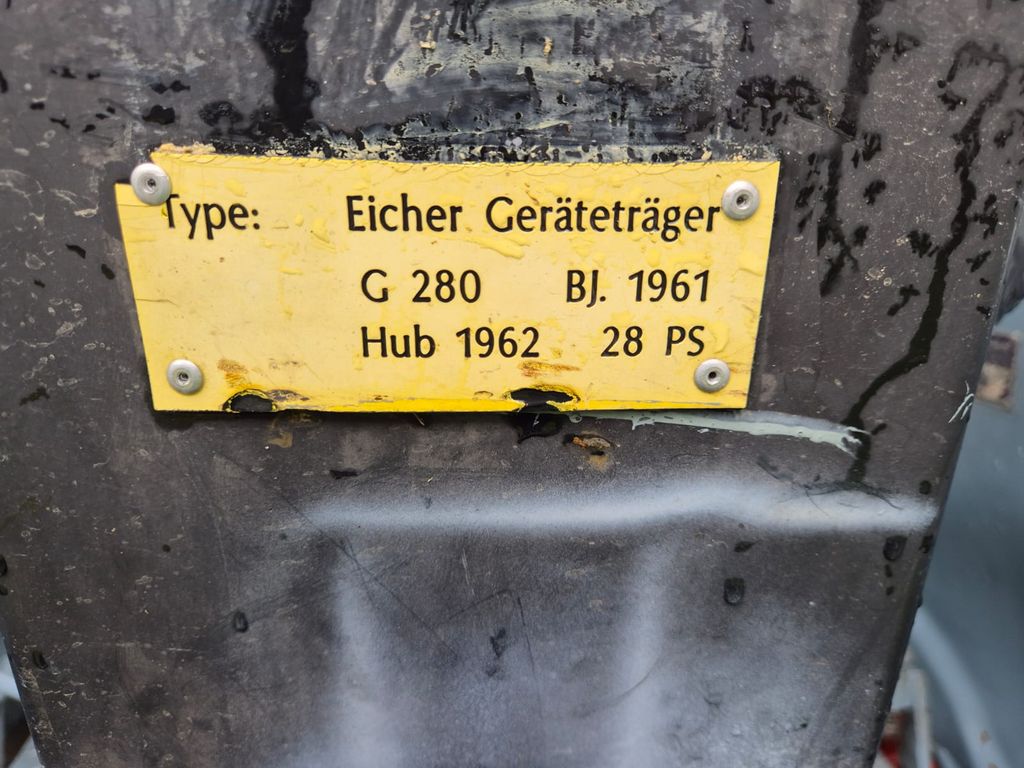 Type: Eicher Geräteträger
G 280 BJ. 1961
Hub 1962 28 PS